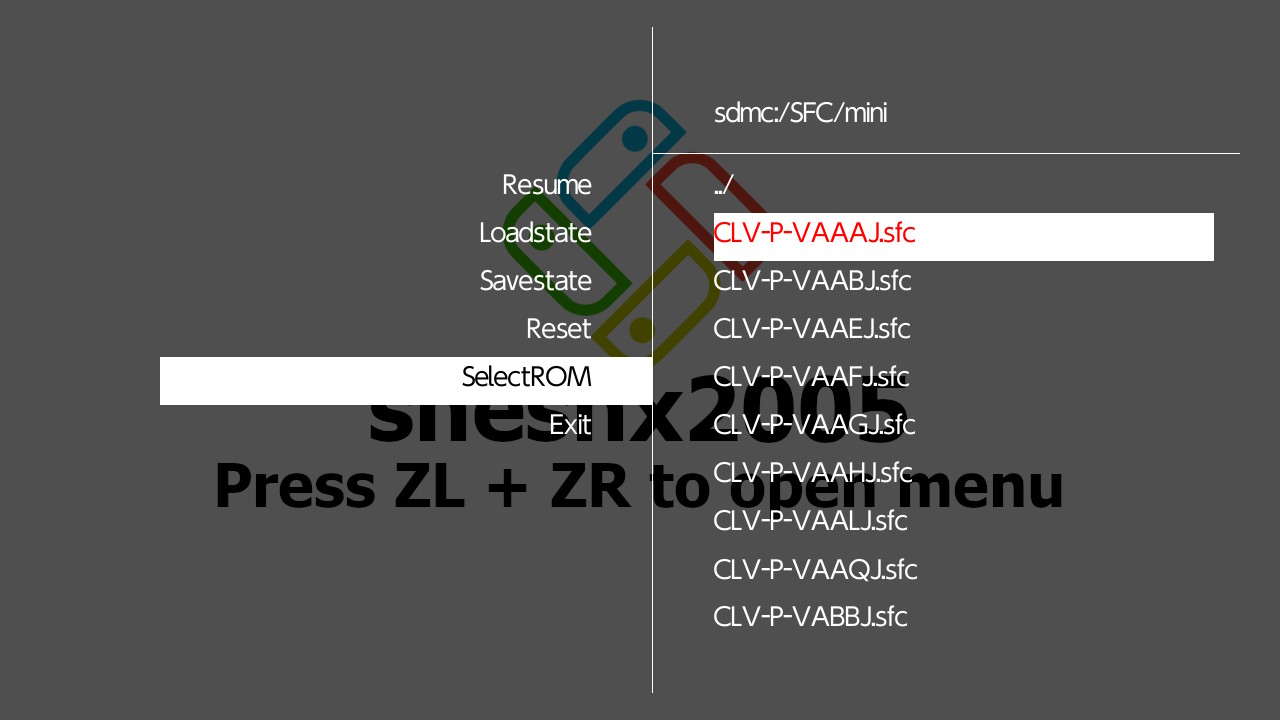 Resume
Loadstate
Savestate
Reset
SelectROM
Exit
sdmc:/SFC/mini
../
CLV-P-VAAAJ.sfc
CLV-P-VAABJ.sfc
CLV-P-VAAEJ.sfc
CLV-P-VAAFJ.sfc
CLV-P-VAAGJ.sfc
CLV-P-VAAHJ.sfc
CLV-P-VAALJ.sfc
CLV-P-VAAQJ.sfc
CLV-P-VABBJ.sfc
snesnx2005
Press ZL + ZR to open menu